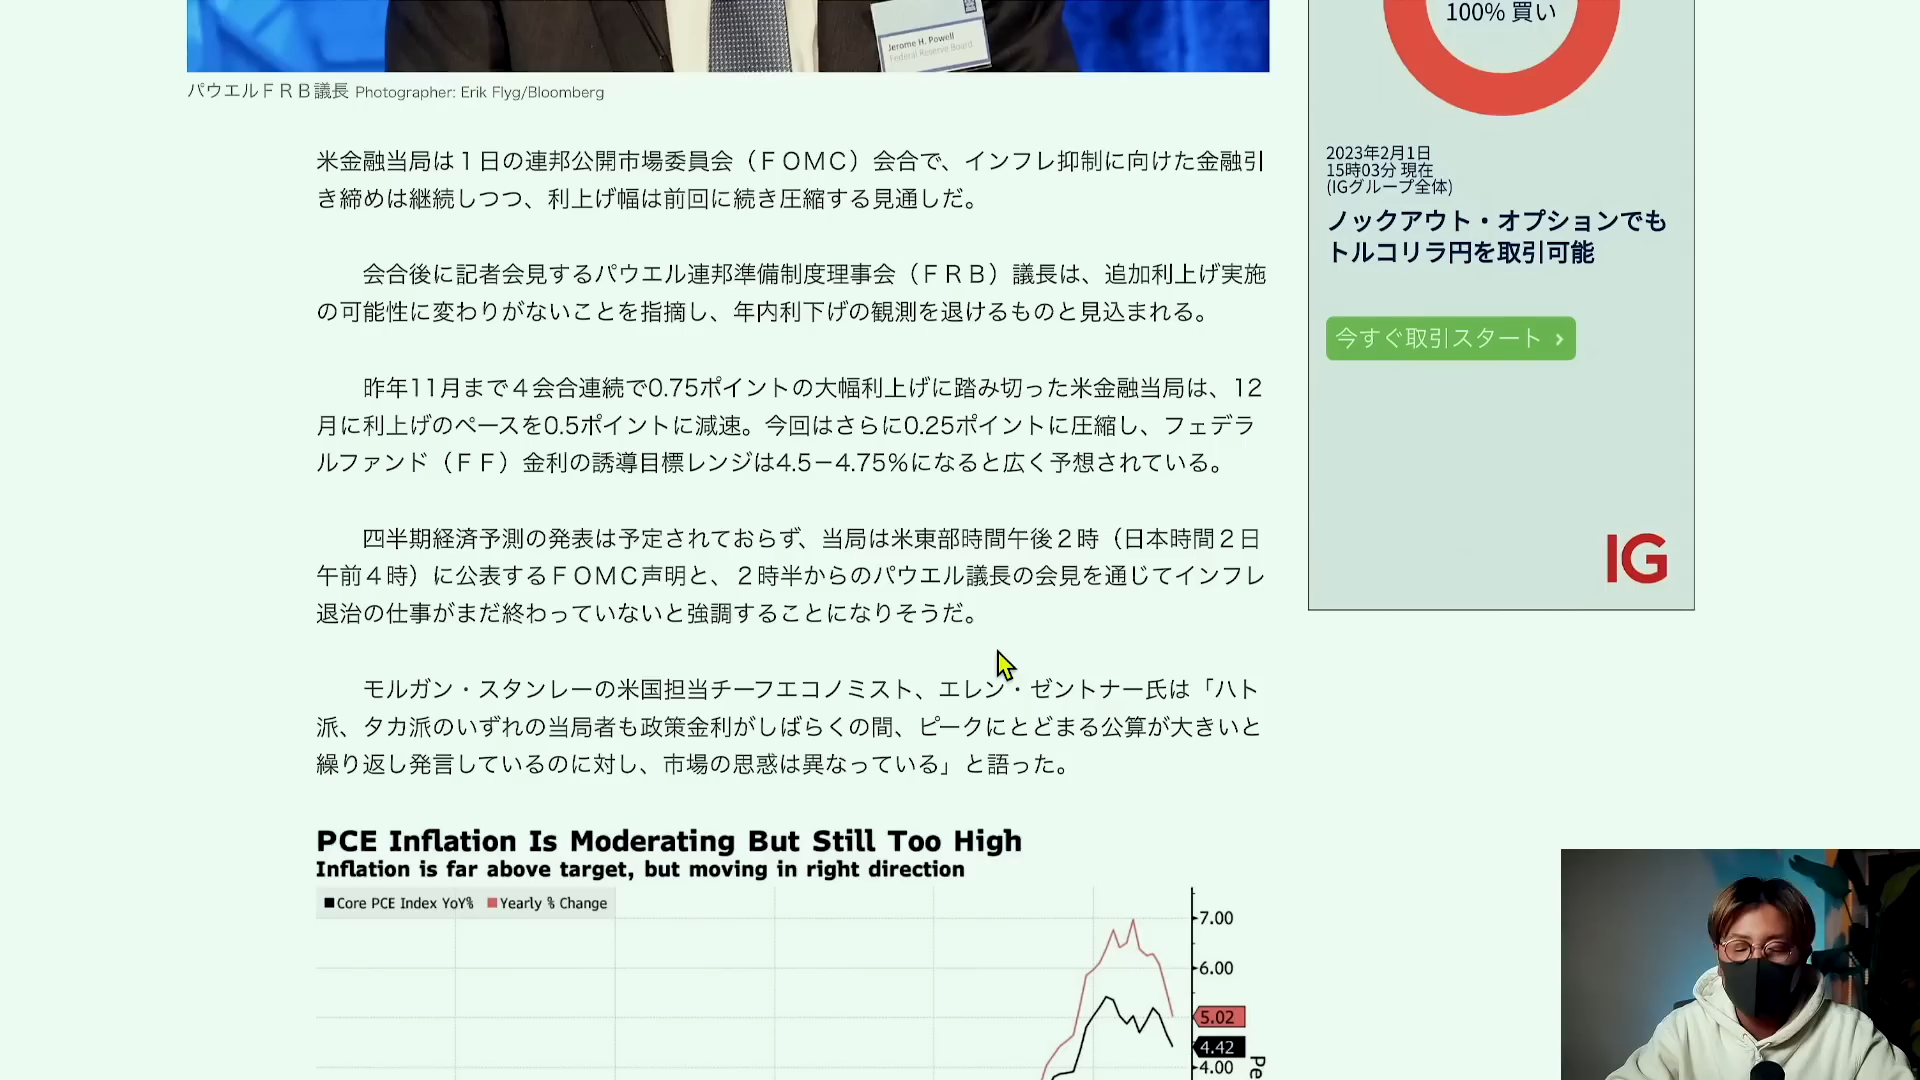 Jerome H. Powell
Federal Reserve Board
パウエルＦＲＢ議長 Photographer: Erik Flyg/Bloomberg
米金融当局は１日の連邦公開市場委員会（ＦＯＭＣ）会合で、インフレ抑制に向けた金融引
き締めは継続しつつ、利上げ幅は前回に続き圧縮する見通しだ。
会合後に記者会見するパウエル連邦準備制度理事会（ＦＲＢ）議長は、追加利上げ実施
の可能性に変わりがないことを指摘し、年内利下げの観測を退けるものと見込まれる。
昨年11月まで４会合連続で0.75ポイントの大幅利上げに踏み切った米金融当局は、12
月に利上げのペースを0.5ポイントに減速。今回はさらに0.25ポイントに圧縮し、フェデラ
ルファンド（ＦＦ）金利の誘導目標レンジは4.5－4.75％になると広く予想されている。
四半期経済予測の発表は予定されておらず、当局は米東部時間午後２時（日本時間２日
午前４時）に公表するＦＯＭＣ声明と、２時半からのパウエル議長の会見を通じてインフレ
退治の仕事がまだ終わっていないと強調することになりそうだ。
モルガン・スタンレーの米国担当チーフエコノミスト、エレン・ゼントナー氏は「ハト
派、タカ派のいずれの当局者も政策金利がしばらくの間、ピークにとどまる公算が大きいと
繰り返し発言しているのに対し、市場の思惑は異なっている」と語った。
PCE Inflation Is Moderating But Still Too High
Inflation is far above target, but moving in right direction
Core PCE Index YoY% Yearly % Change
7.00
6.00
5.02
4.42
4.00
Pe
100% 買い
2023年2月1日
15時03分 現在
(IGグループ全体)
ノックアウト・オプションでも
トルコリラ円を取引可能
今すぐ取引スタート ›
IG